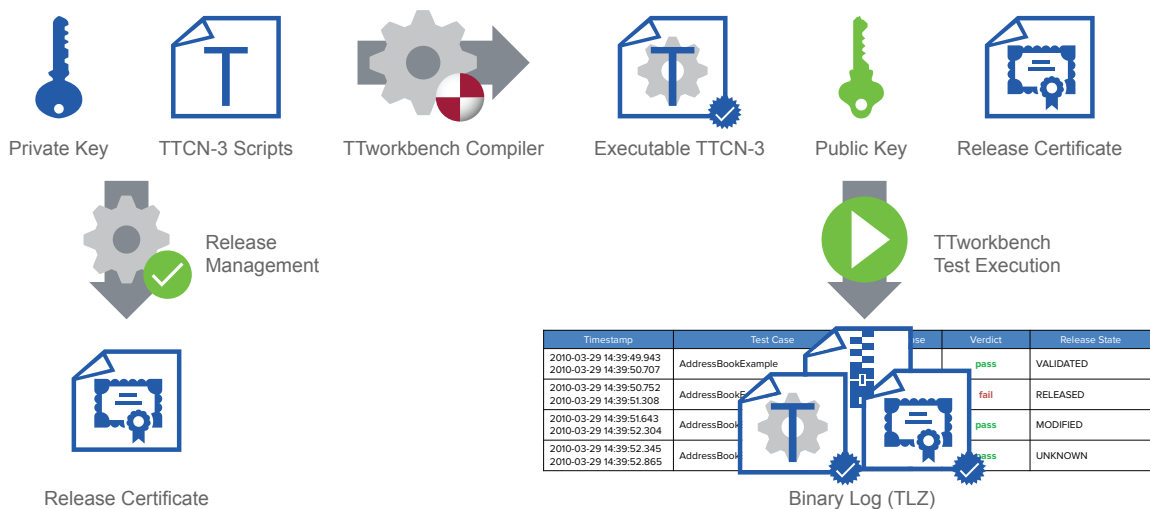 Private Key
TTCN-3 Scripts
TTworkbench Compiler
Executable TTCN-3
Public Key
Release Certificate
Release
Management
TTworkbench
Test Execution
Timestamp Test Case Verdict Release State
2010-03-29 14:39:49.943
2010-03-29 14:39:50.707
AddressBookExample pass VALIDATED
2010-03-29 14:39:50.752
2010-03-29 14:39:51.308
fail RELEASED
2010-03-29 14:39:51.643
2010-03-29 14:39:52.304
pass MODIFIED
2010-03-29 14:39:52.345
2010-03-29 14:39:52.865
pass UNKNOWN
Release Certificate
Binary Log (TLZ)